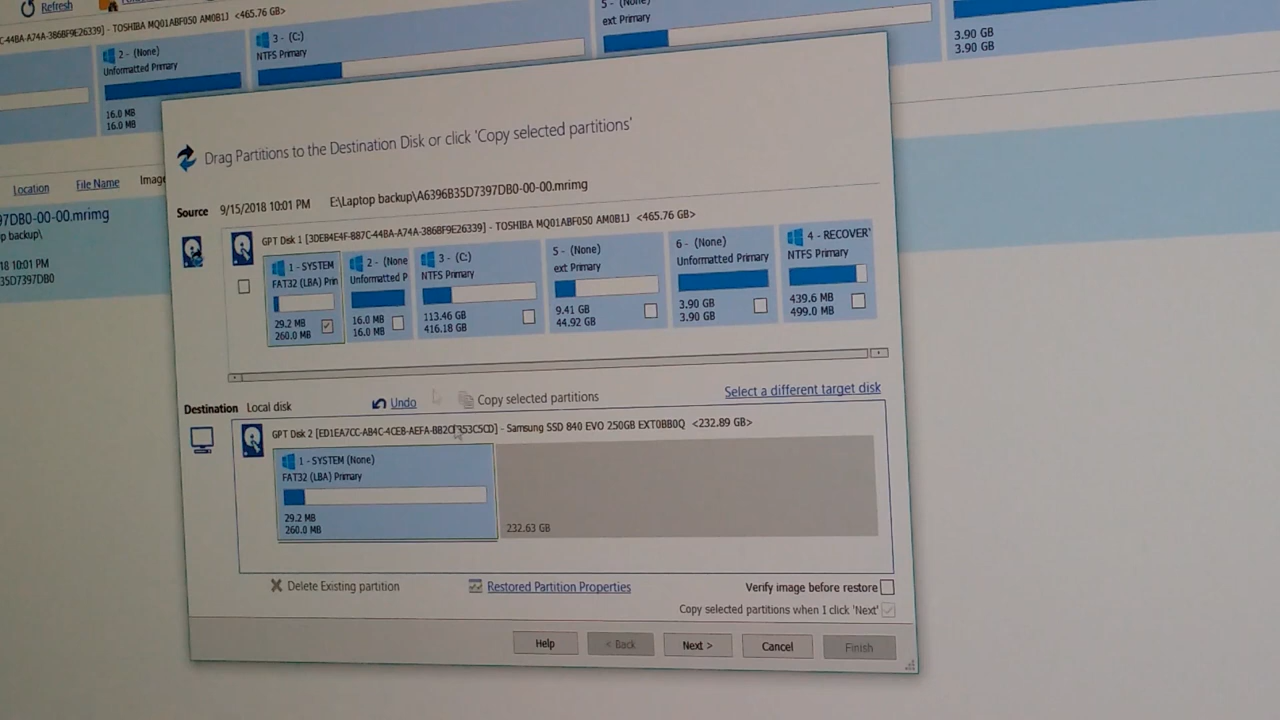 Refresh
TOSHIBA MQ01ABF050 AM0B1J <465.76 GB>
2 - (None)
Unformatted Primary
16.0 MB
16.0 MB
3 - (C:)
NTFS Primary
ext Primary
3.90 GB
3.90 GB
Location
File Name
97DB0-00-00.mrimg
p backup\
18 10:01 PM
35D7397DB0
Drag Partitions to the Destination Disk or click 'Copy selected partitions'
Source
9/15/2018 10:01 PM
E:\Laptop backup\A6396B35D7397DB0-00-00.mrimg
GPT Disk 1 [3DEB4E4F-B87C-44BA-A74A-386BF9E26339] - TOSHIBA MQ01ABF050 AM0B1J <465.76 GB>
1 - SYSTEM
FAT32 (LBA) Prin
29.2 MB
260.0 MB
2 - (None
Unformatted P
16.0 MB
16.0 MB
3 - (C:)
NTFS Primary
113.46 GB
416.18 GB
5 - (None)
ext Primary
9.41 GB
44.92 GB
6 - (None)
Unformatted Primary
3.90 GB
3.90 GB
4 - RECOVER
NTFS Primary
439.6 MB
499.0 MB
Destination
Local disk
Undo
Copy selected partitions
Select a different target disk
GPT Disk 2 - Samsung SSD 840 EVO 250GB EXT0BB0Q <232.89 GB>
1 - SYSTEM (None)
FAT32 (LBA) Primary
29.2 MB
260.0 MB
232.63 GB
Delete Existing partition
Restored Partition Properties
Verify image before restore
Copy selected partitions when I click 'Next'
Help
< Back
Next >
Cancel
Finish